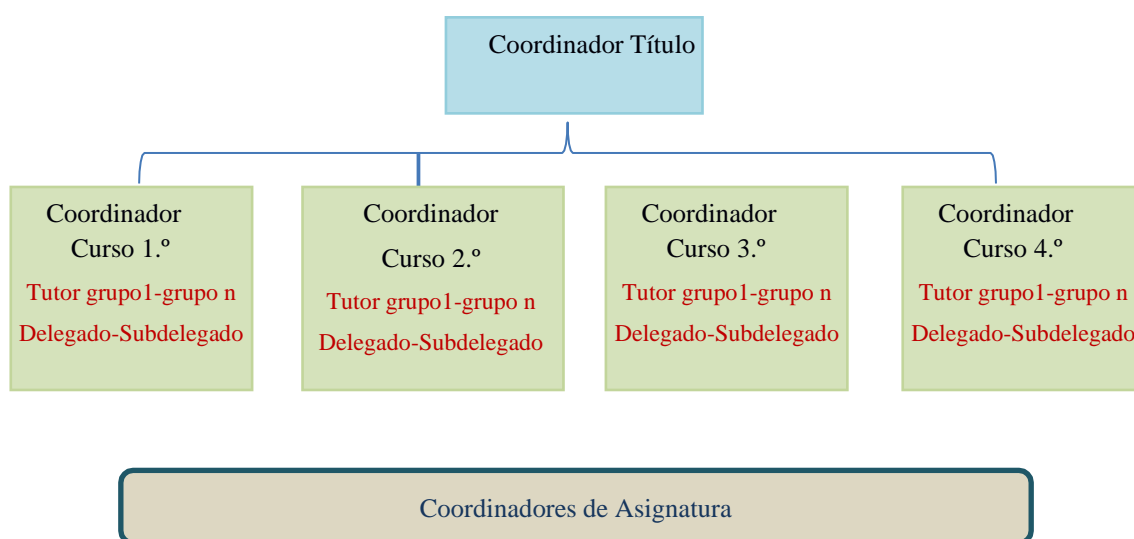 Coordinador Título
Coordinador
Curso 1.º
Tutor grupo1-grupo n
Delegado-Subdelegado
Coordinador
Curso 2.º
Tutor grupo1-grupo n
Delegado-Subdelegado
Coordinador
Curso 3.º
Tutor grupo1-grupo n
Delegado-Subdelegado
Coordinador
Curso 4.º
Tutor grupo1-grupo n
Delegado-Subdelegado
Coordinadores de Asignatura